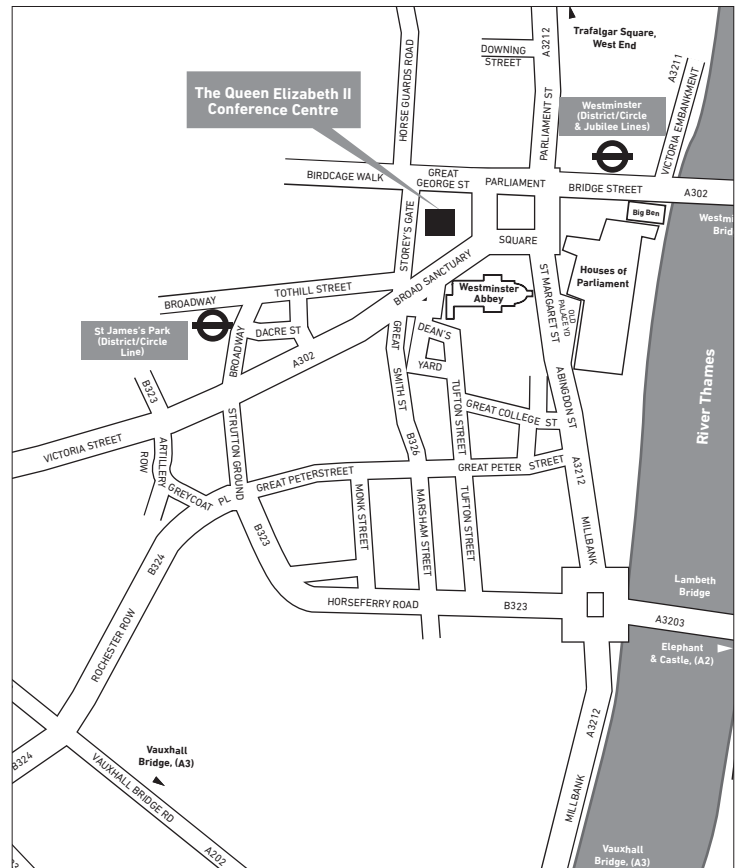 Trafalgar Square,
West End
A3212
DOWNING
STREET
A3211
HORSE GUARDS ROAD
The Queen Elizabeth II
Conference Centre
PARLIAMENT ST
Westminster
(District/Circle
& Jubilee Lines)
VICTORIA EMBANKMENT
BIRDCAGE WALK
GREAT
GEORGE ST
PARLIAMENT
BRIDGE STREET
A302
Big Ben
Westmi
Brid
STOREY'S GATE
SQUARE
BROAD SANCTUARY
Houses of
Parliament
TOTHILL STREET
BROADWAY
Westminster
Abbey
ST MARGARET ST
OLD
PALACE YD
St James's Park
(District/Circle
Line)
BROADWAY
DACRE ST
A302
GREAT
SMITH ST
DEAN'S
YARD
River Thames
B323
TUFTON STREET
ABINGDON ST
GREAT COLLEGE ST
STRUTTON GROUND
VICTORIA STREET
B326
ARTILLERY
ROW
GREAT PETERSTREET
GREAT PETER STREET
A3212
GREYCOAT PL
MONK STREET
MARSHAM STREET
TUFTON STREET
B323
MILLBANK
B324
Lambeth
Bridge
HORSEFERRY ROAD
B323
A3203
Elephant
& Castle, (A2)
ROCHESTER ROW
A3212
Vauxhall
Bridge, (A3)
B324
VAUXHALL BRIDGE RD
MILLBANK
A202
Vauxhall
Bridge, (A3)